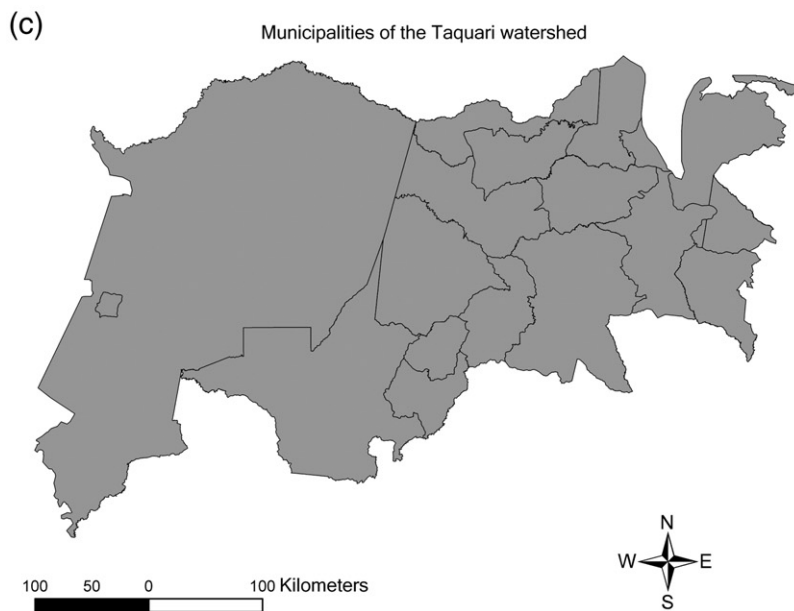 (c)
Municipalities of the Taquari watershed
N
W E
S
100 50 0 100 Kilometers